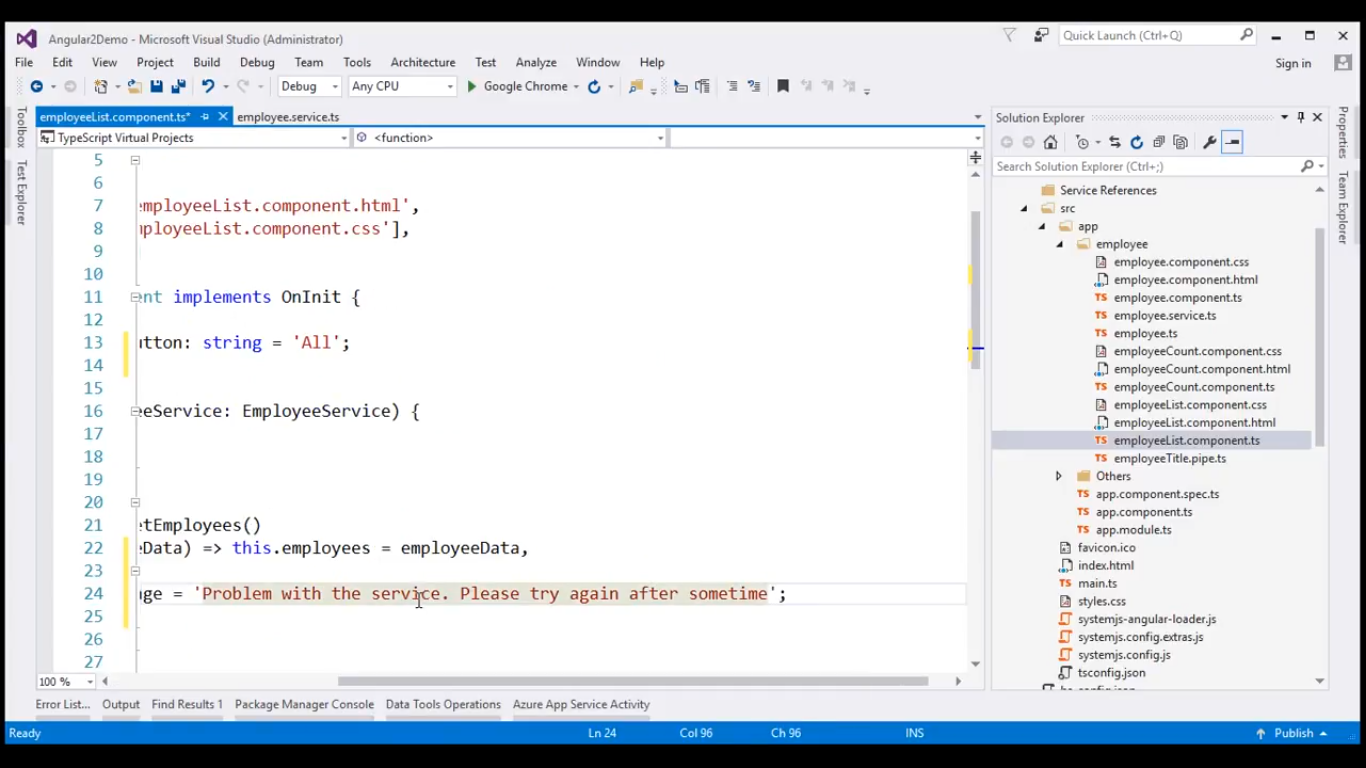 Angular2Demo - Microsoft Visual Studio (Administrator)
Quick Launch (Ctrl+Q)
File Edit View Project Build Debug Team Tools Architecture Test Analyze Window Help
Sign in
Debug Any CPU Google Chrome
Toolbox
Test Explorer
employeeList.component.ts* employee.service.ts
TypeScript Virtual Projects <function>
5
6
7 employeeList.component.html',
8 ployeeList.component.css'],
9
10
11 ent implements OnInit {
12
13 utton: string = 'All';
14
15
16 eeService: EmployeeService) {
17
18
19
20
21 etEmployees()
22 eData) => this.employees = employeeData,
23
24 age = 'Problem with the service. Please try again after sometime';
25
26
27
100 %
Solution Explorer
Search Solution Explorer (Ctrl+;)
Service References
src
app
employee
employee.component.css
employee.component.html
employee.component.ts
employee.service.ts
employee.ts
employeeCount.component.css
employeeCount.component.html
employeeCount.component.ts
employeeList.component.css
employeeList.component.html
employeeList.component.ts
employeeTitle.pipe.ts
Others
app.component.spec.ts
app.component.ts
app.module.ts
favicon.ico
index.html
main.ts
styles.css
systemjs-angular-loader.js
systemjs.config.extras.js
systemjs.config.js
tsconfig.json
Properties
Team Explorer
Error List... Output Find Results 1 Package Manager Console Data Tools Operations Azure App Service Activity
Ready Ln 24 Col 96 Ch 96 INS Publish